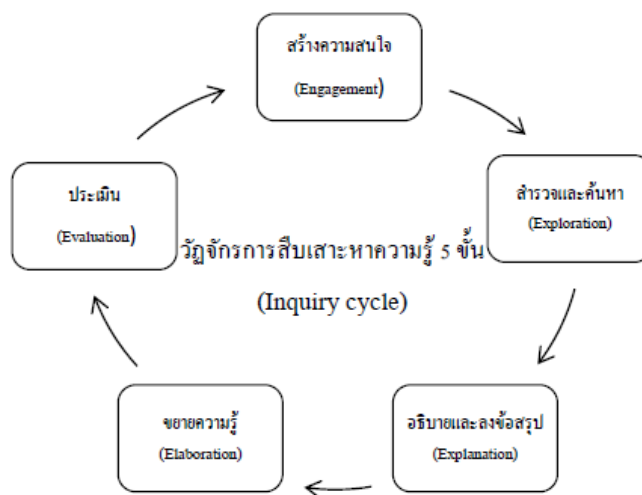 สร้างความสนใจ
(Engagement)
สำรวจและค้นหา
(Exploration)
อธิบายและลงข้อสรุป
(Explanation)
ขยายความรู้
(Elaboration)
ประเมิน
(Evaluation)
วัฏจักรการสืบเสาะหาความรู้ 5 ขั้น
(Inquiry cycle)